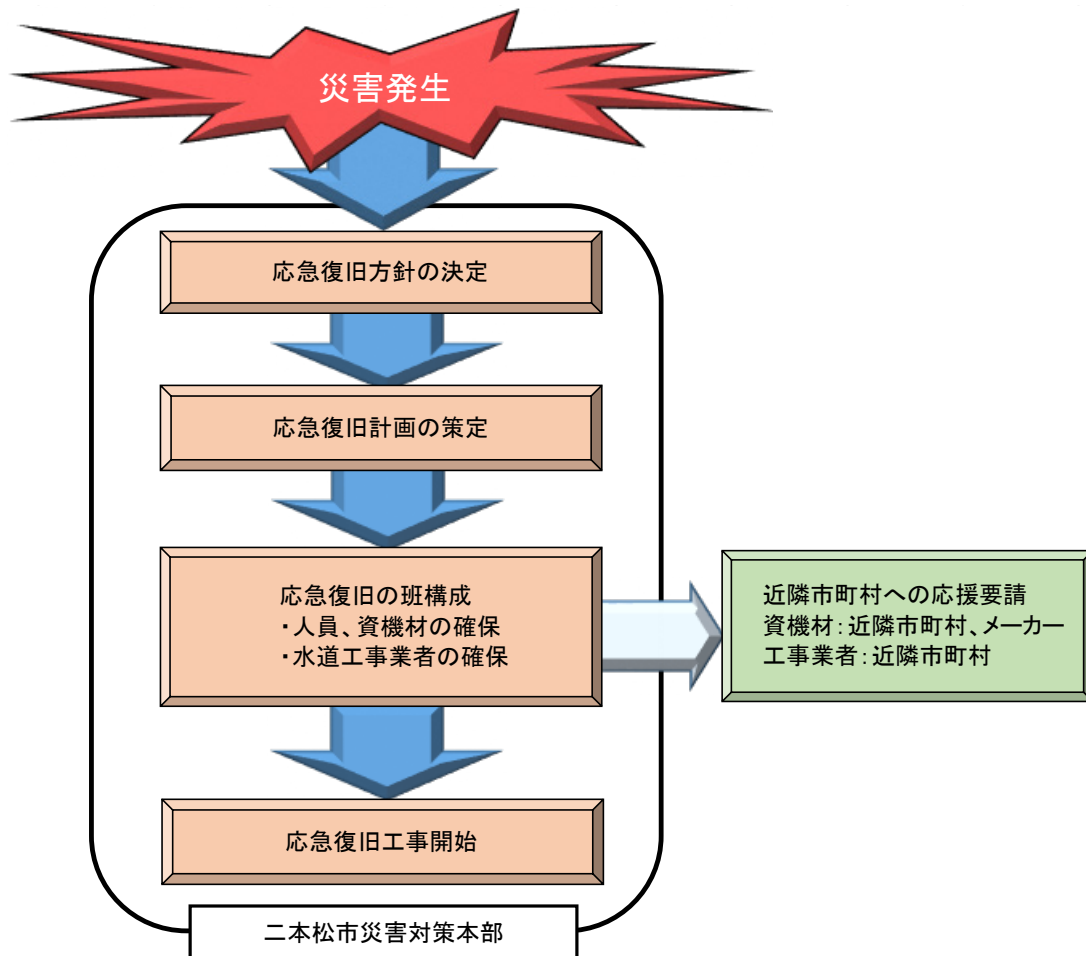 災害発生
応急復旧方針の決定
応急復旧計画の策定
応急復旧の班構成
・人員、資機材の確保
・水道工事業者の確保
近隣市町村への応援要請
資機材：近隣市町村、メーカー
工事業者：近隣市町村
応急復旧工事開始
二本松市災害対策本部